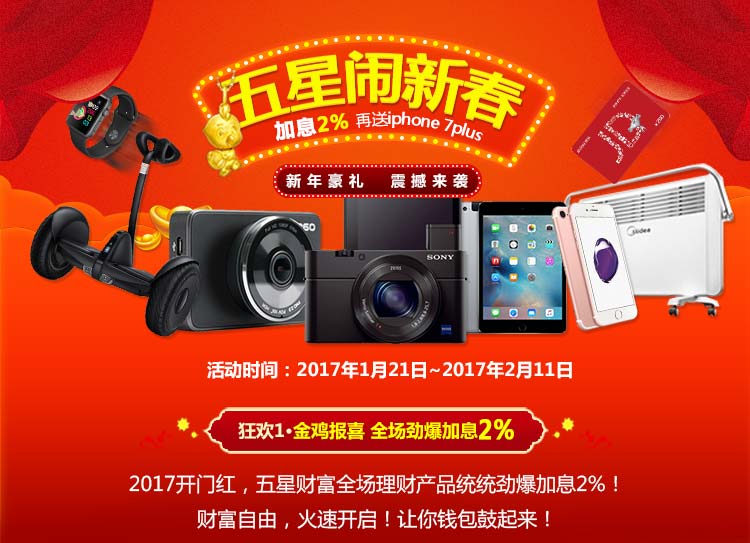 五星闹新春
加息2% 再送iphone 7plus
新年豪礼 震撼来袭
¥200
Midea
SONY
ZEISS
活动时间：2017年1月21日~2017年2月11日
狂欢1·金鸡报喜 全场劲爆加息2%
2017开门红，五星财富全场理财产品统统劲爆加息2%！
财富自由，火速开启！让你钱包鼓起来！